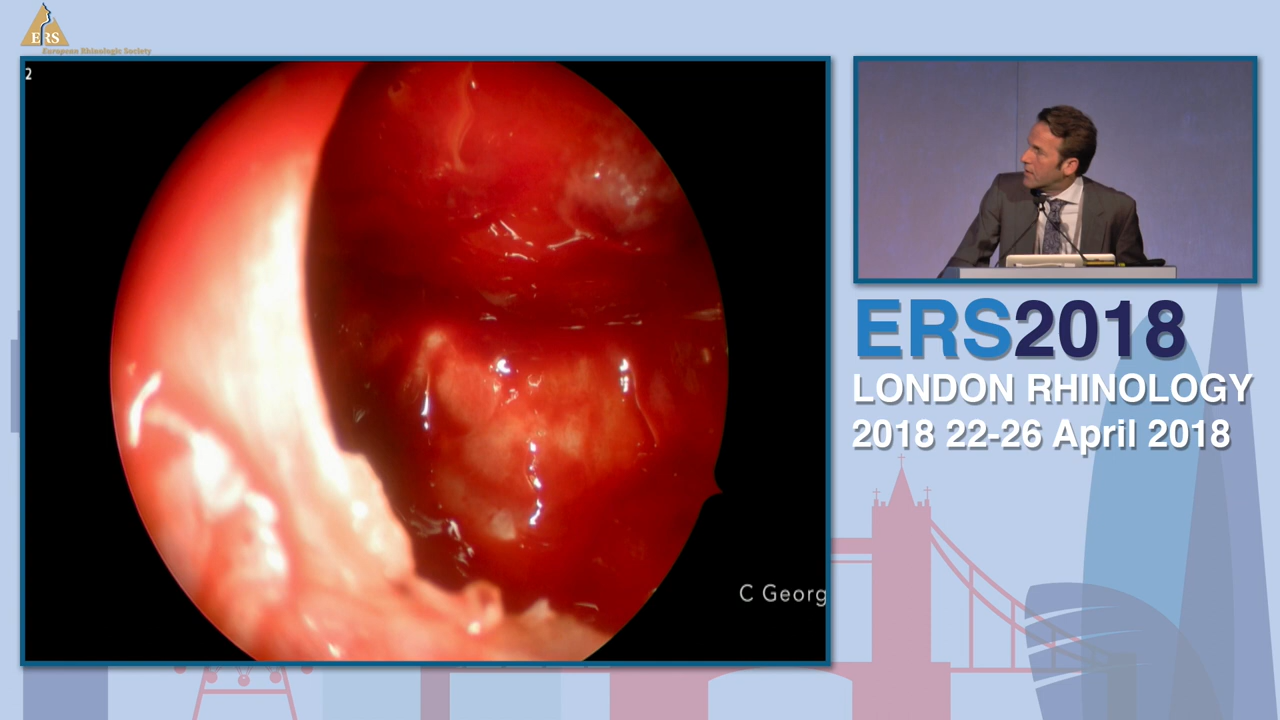 ERS
European Rhinologic Society
2
C Georg
ERS2018
LONDON RHINOLOGY
2018 22-26 April 2018